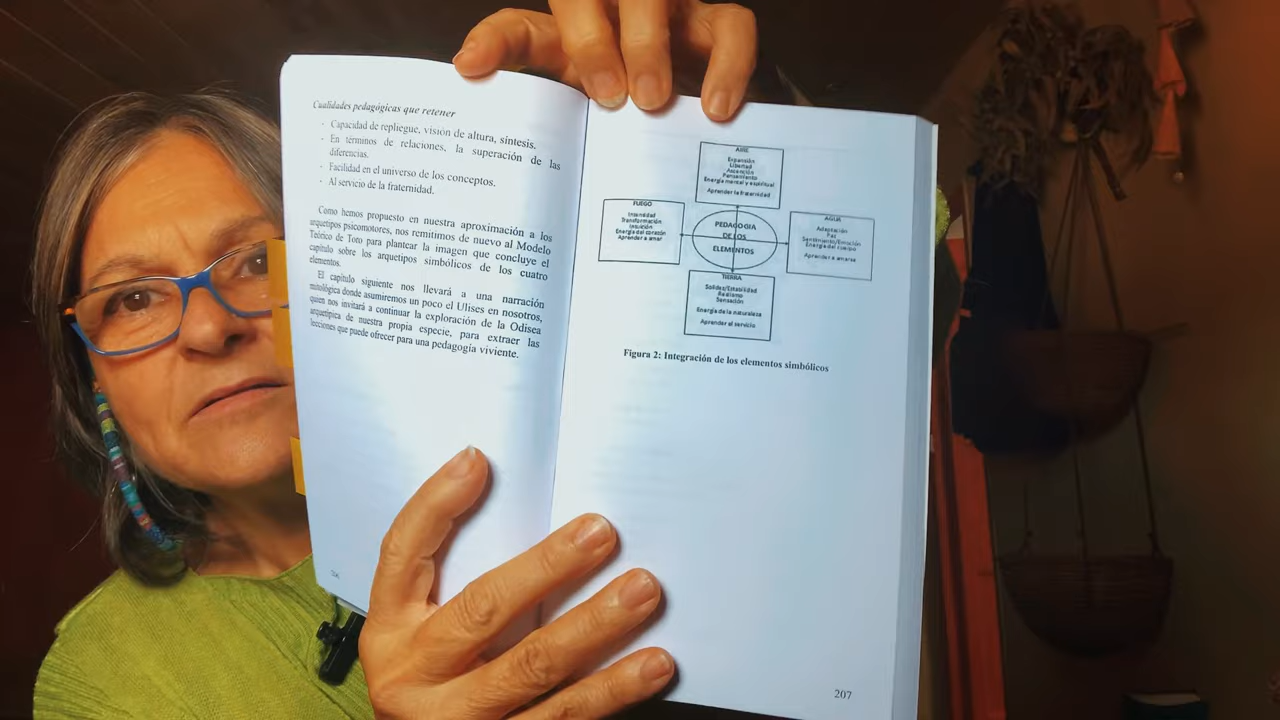 Cualidades pedagógicas que retener
- Capacidad de repliegue, visión de altura, síntesis.
- En términos de relaciones, la superación de las
diferencias.
- Facilidad en el universo de los conceptos.
- Al servicio de la fraternidad.
Como hemos propuesto en nuestra aproximación a los
arquetipos psicomotores, nos remitimos de nuevo al Modelo
Teórico de Toro para plantear la imagen que concluye el
capítulo sobre los arquetipos simbólicos de los cuatro
elementos.
El capítulo siguiente nos llevará a una narración
mitológica donde asumiremos un poco el Ulises en nosotros,
quien nos invitará a continuar la exploración de la Odisea
arquetípica de nuestra propia especie, para extraer las
lecciones que puede ofrecer para una pedagogía viviente.
AIRE
Expansión
Libertad
Ascención
Pensamiento
Energía mental y espiritual
Aprender la fraternidad
FUEGO
Intensidad
Transformación
Intuición
Energía del corazón
Aprender a amar
PEDAGOGIA
DE LOS
ELEMENTOS
AGUA
Adaptación
Paz
Sentimiento/Emoción
Energía del cuerpo
Aprender a amarse
TIERRA
Solidez/Estabilidad
Realismo
Sensación
Energía de la naturaleza
Aprender el servicio
Figura 2: Integración de los elementos simbólicos
207